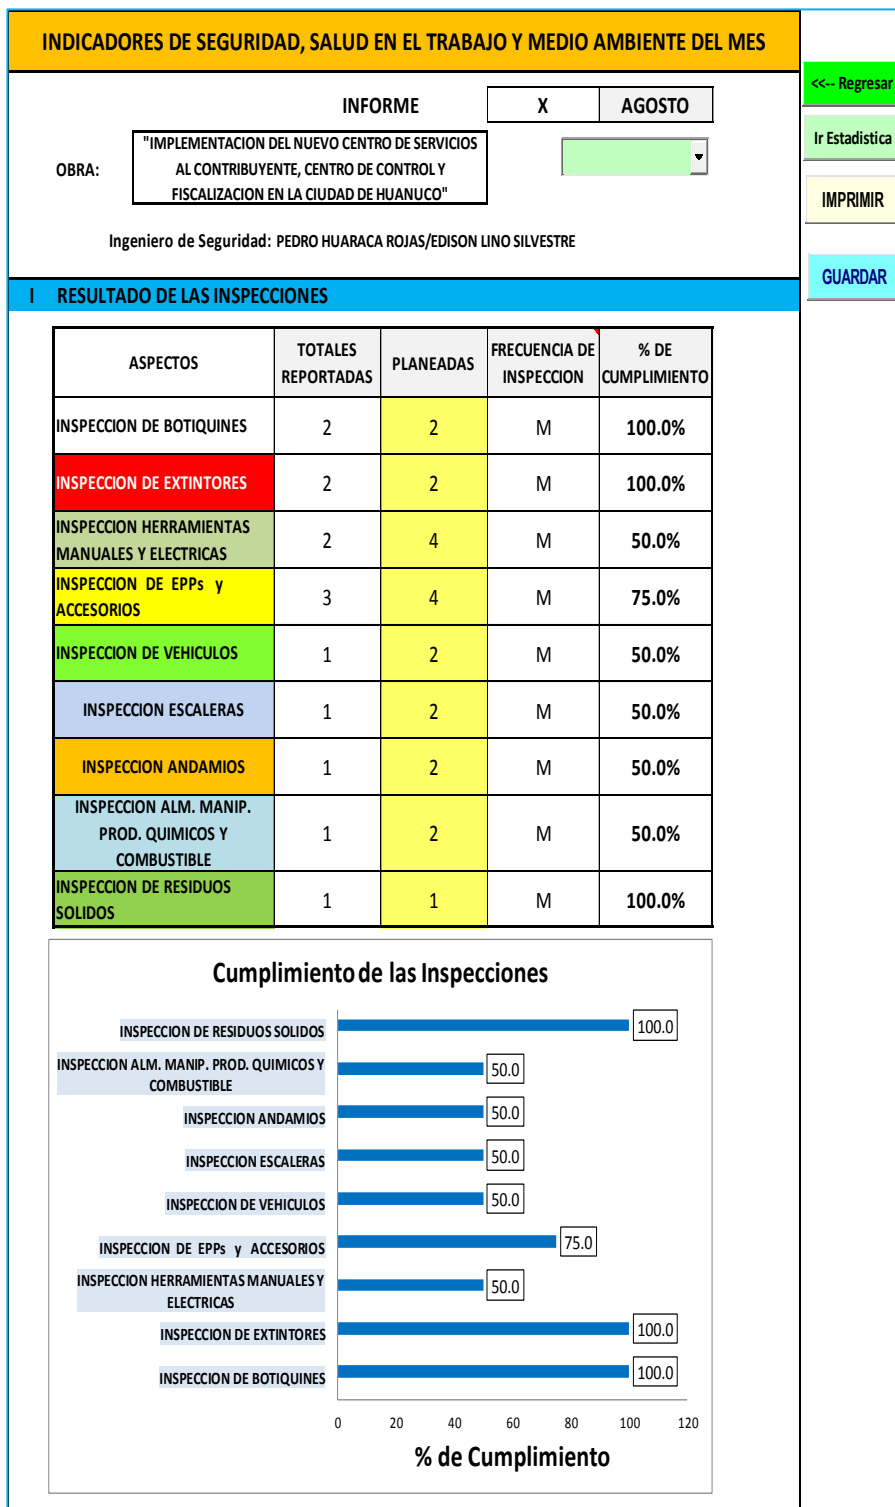 INDICADORES DE SEGURIDAD, SALUD EN EL TRABAJO Y MEDIO AMBIENTE DEL MES
<<-- Regresar
INFORME X AGOSTO
Ir Estadistica
OBRA:
"IMPLEMENTACION DEL NUEVO CENTRO DE SERVICIOS
AL CONTRIBUYENTE, CENTRO DE CONTROL Y
FISCALIZACION EN LA CIUDAD DE HUANUCO"
IMPRIMIR
Ingeniero de Seguridad: PEDRO HUARACA ROJAS/EDISON LINO SILVESTRE
GUARDAR
I RESULTADO DE LAS INSPECCIONES
ASPECTOS
TOTALES
REPORTADAS
PLANEADAS
FRECUENCIA DE
INSPECCION
% DE
CUMPLIMIENTO
INSPECCION DE BOTIQUINES 2 2 M 100.0%
INSPECCION DE EXTINTORES 2 2 M 100.0%
INSPECCION HERRAMIENTAS
MANUALES Y ELECTRICAS 2 4 M 50.0%
INSPECCION DE EPPs y
ACCESORIOS 3 4 M 75.0%
INSPECCION DE VEHICULOS 1 2 M 50.0%
INSPECCION ESCALERAS 1 2 M 50.0%
INSPECCION ANDAMIOS 1 2 M 50.0%
INSPECCION ALM. MANIP.
PROD. QUIMICOS Y
COMBUSTIBLE 1 2 M 50.0%
INSPECCION DE RESIDUOS
SOLIDOS 1 1 M 100.0%
Cumplimiento de las Inspecciones
INSPECCION DE RESIDUOS SOLIDOS 100.0
INSPECCION ALM. MANIP. PROD. QUIMICOS Y
COMBUSTIBLE 50.0
INSPECCION ANDAMIOS 50.0
INSPECCION ESCALERAS 50.0
INSPECCION DE VEHICULOS 50.0
INSPECCION DE EPPs y ACCESORIOS 75.0
INSPECCION HERRAMIENTAS MANUALES Y
ELECTRICAS 50.0
INSPECCION DE EXTINTORES 100.0
INSPECCION DE BOTIQUINES 100.0
0 20 40 60 80 100 120
% de Cumplimiento